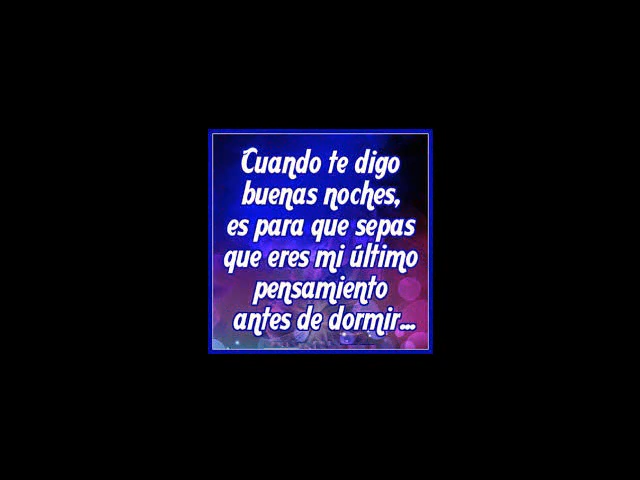 Cuando te digo
buenas noches,
es para que sepas
que eres mi último
pensamiento
antes de dormir...